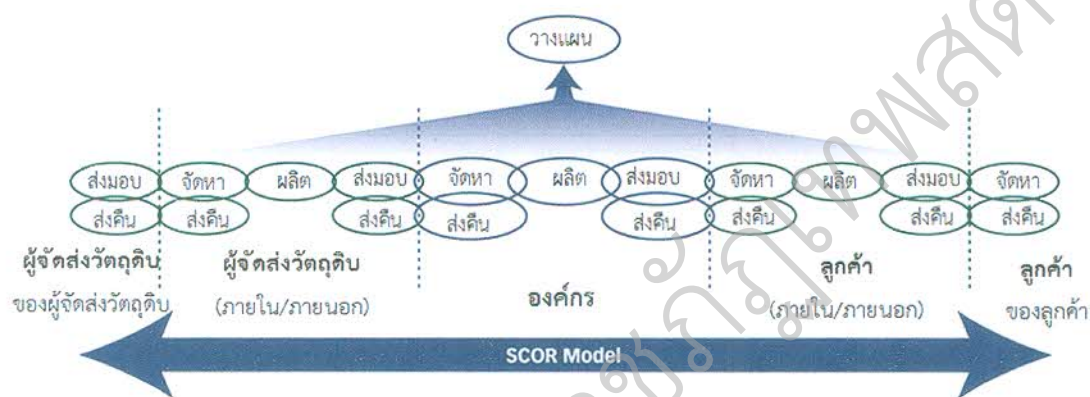 วางแผน
ส่งมอบ จัดหา ผลิต ส่งมอบ จัดหา ผลิต ส่งมอบ จัดหา ผลิต ส่งมอบ จัดหา
ส่งคืน ส่งคืน ส่งคืน ส่งคืน ส่งคืน ส่งคืน ส่งคืน ส่งคืน
ผู้จัดส่งวัตถุดิบ ผู้จัดส่งวัตถุดิบ ลูกค้า ลูกค้า
ของผู้จัดส่งวัตถุดิบ (ภายใน/ภายนอก) องค์กร (ภายใน/ภายนอก) ของลูกค้า
SCOR Model